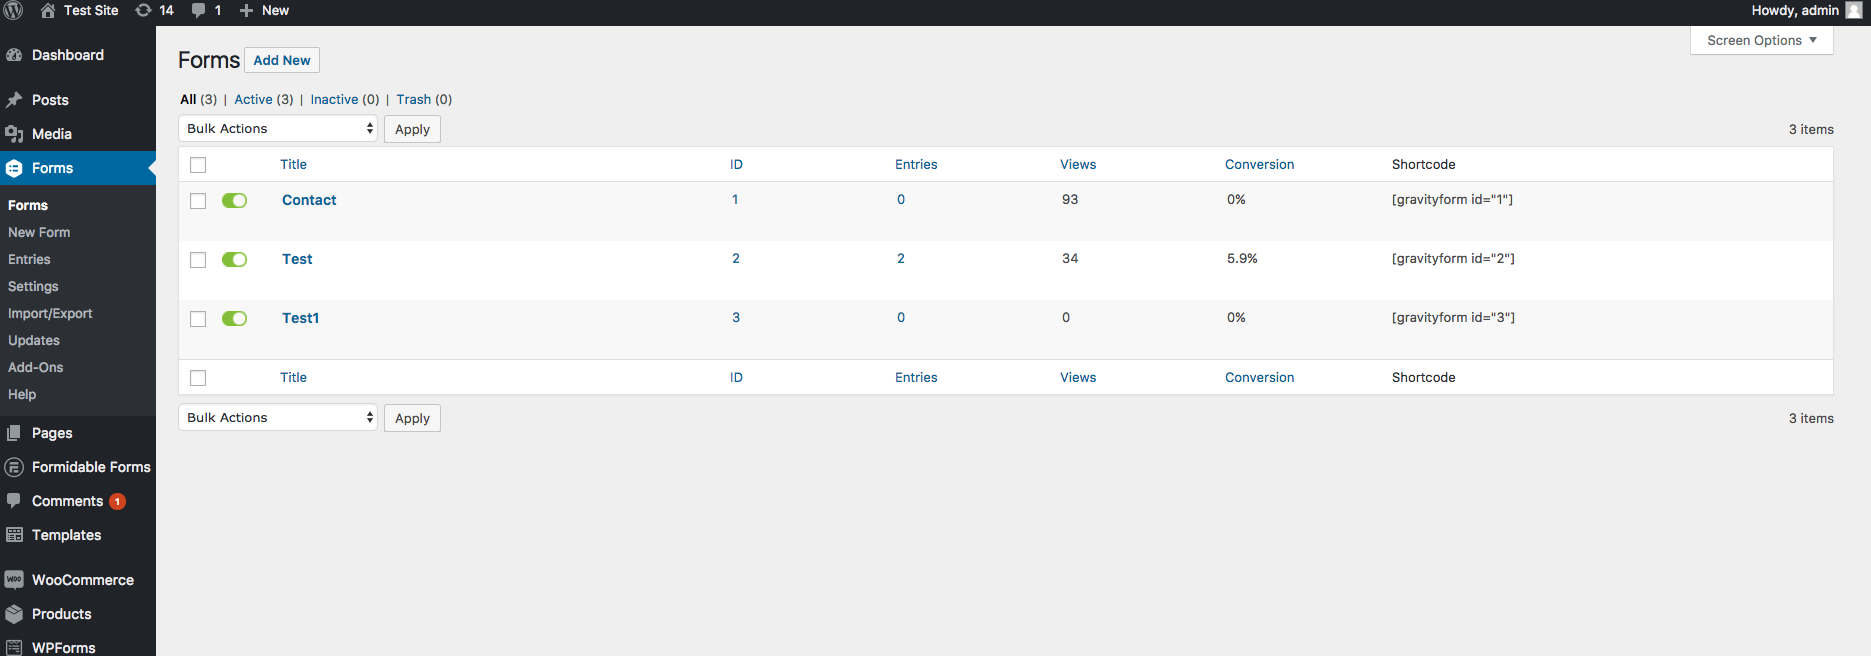 Test Site 14 1 New Howdy, admin
Screen Options
Dashboard
Posts
Media
Forms
Forms
New Form
Entries
Settings
Import/Export
Updates
Add-Ons
Help
Pages
Formidable Forms
Comments 1
Templates
WooCommerce
Products
WPForms
Forms Add New
All (3) | Active (3) | Inactive (0) | Trash (0)
Bulk Actions Apply 3 items
Title ID Entries Views Conversion Shortcode
Contact 1 0 93 0% [gravityform id="1"]
Test 2 2 34 5.9% [gravityform id="2"]
Test1 3 0 0 0% [gravityform id="3"]
Title ID Entries Views Conversion Shortcode
Bulk Actions Apply 3 items